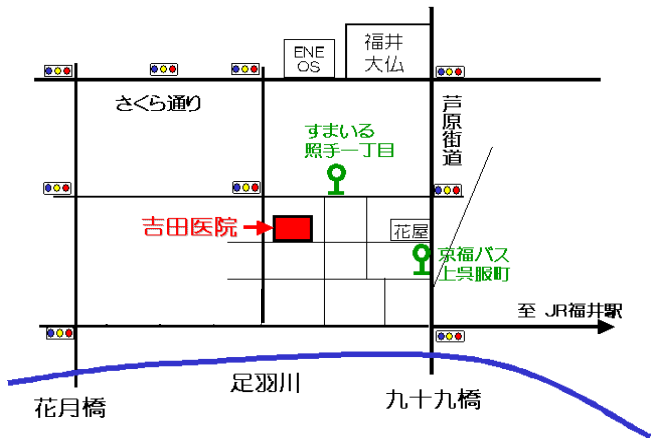 ENE
OS
福井
大仏
さくら通り
芦原街道
すまいる
照手一丁目
吉田医院
花屋
京福バス
上呉服町
至 JR福井駅
足羽川
花月橋
九十九橋